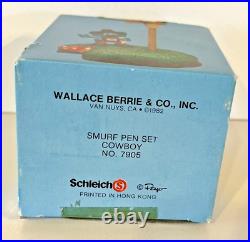 WALLACE BERRIE & CO., INC.
VAN NUYS, CA • ©1982
SMURF PEN SET
COWBOY
NO. 7905
Schleich S © Peyo
PRINTED IN HONG KONG